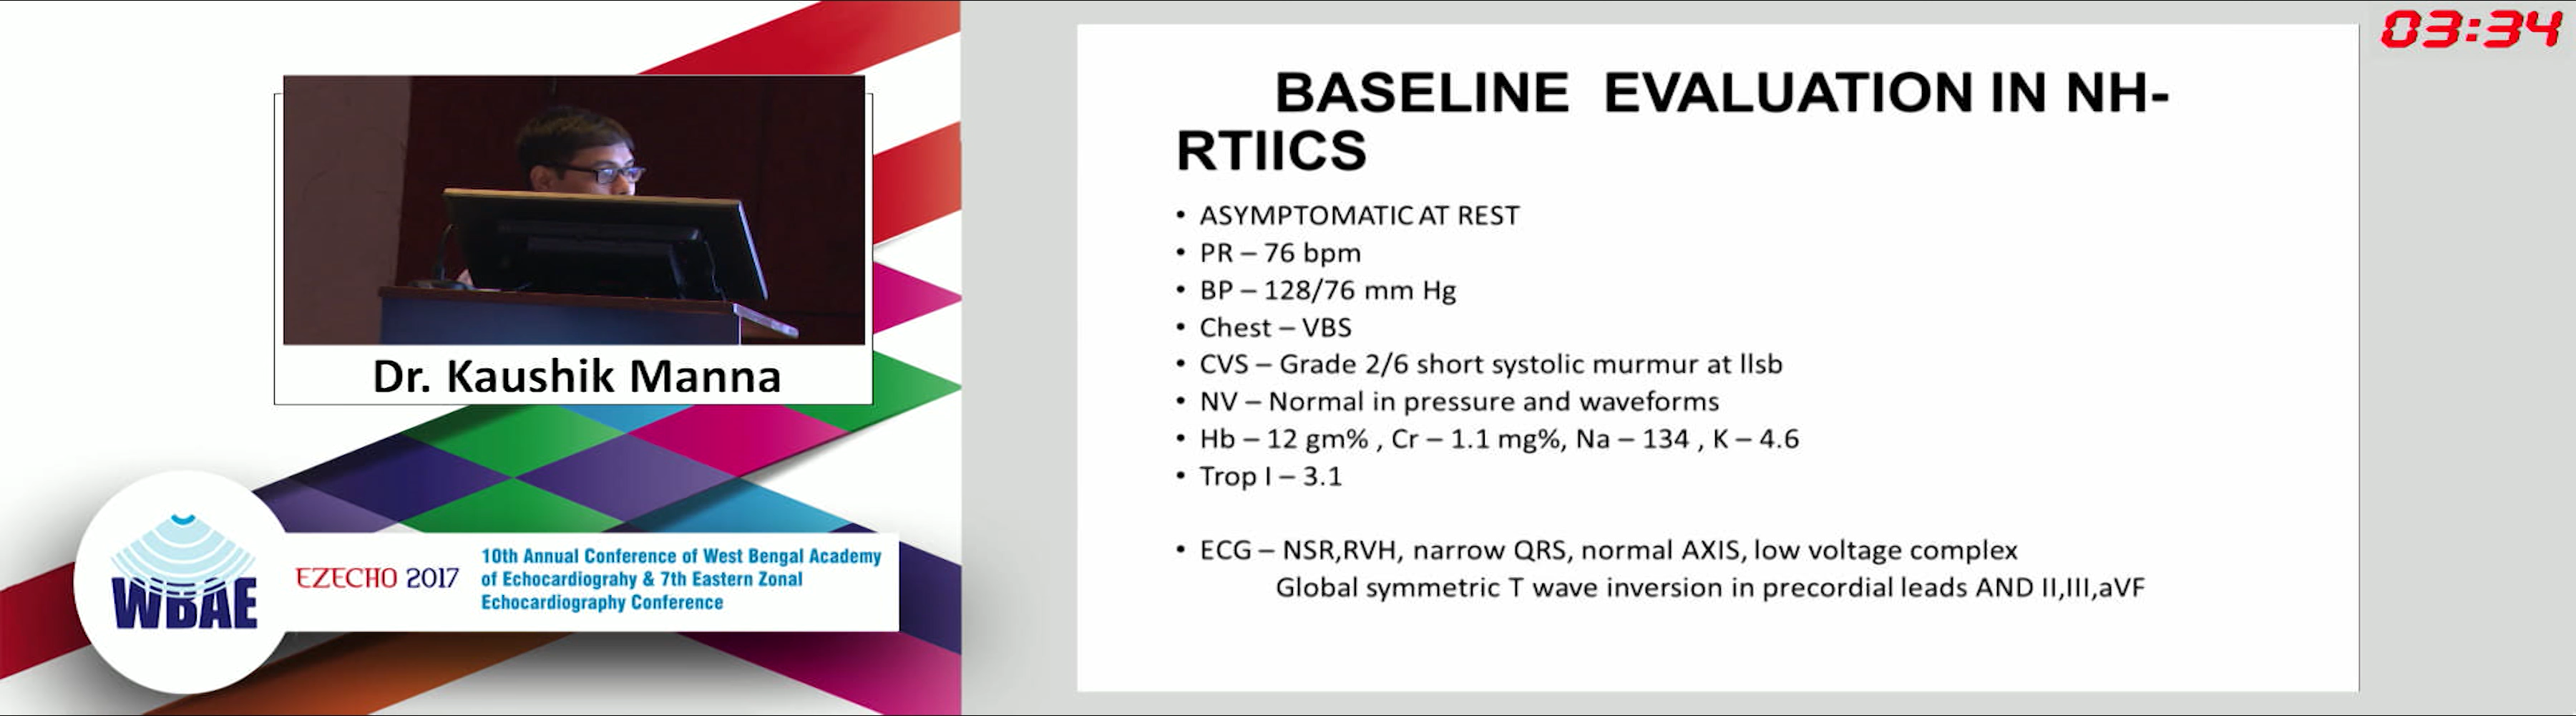 03:34
BASELINE EVALUATION IN NH-
RTIICS
• ASYMPTOMATIC AT REST
• PR – 76 bpm
• BP – 128/76 mm Hg
• Chest – VBS
• CVS – Grade 2/6 short systolic murmur at llsb
• NV – Normal in pressure and waveforms
• Hb – 12 gm% , Cr – 1.1 mg%, Na – 134 , K – 4.6
• Trop I – 3.1
• ECG – NSR,RVH, narrow QRS, normal AXIS, low voltage complex
Global symmetric T wave inversion in precordial leads AND II,III,aVF
Dr. Kaushik Manna
WBAE
EZECHO 2017
10th Annual Conference of West Bengal Academy
of Echocardiograhy & 7th Eastern Zonal
Echocardiography Conference